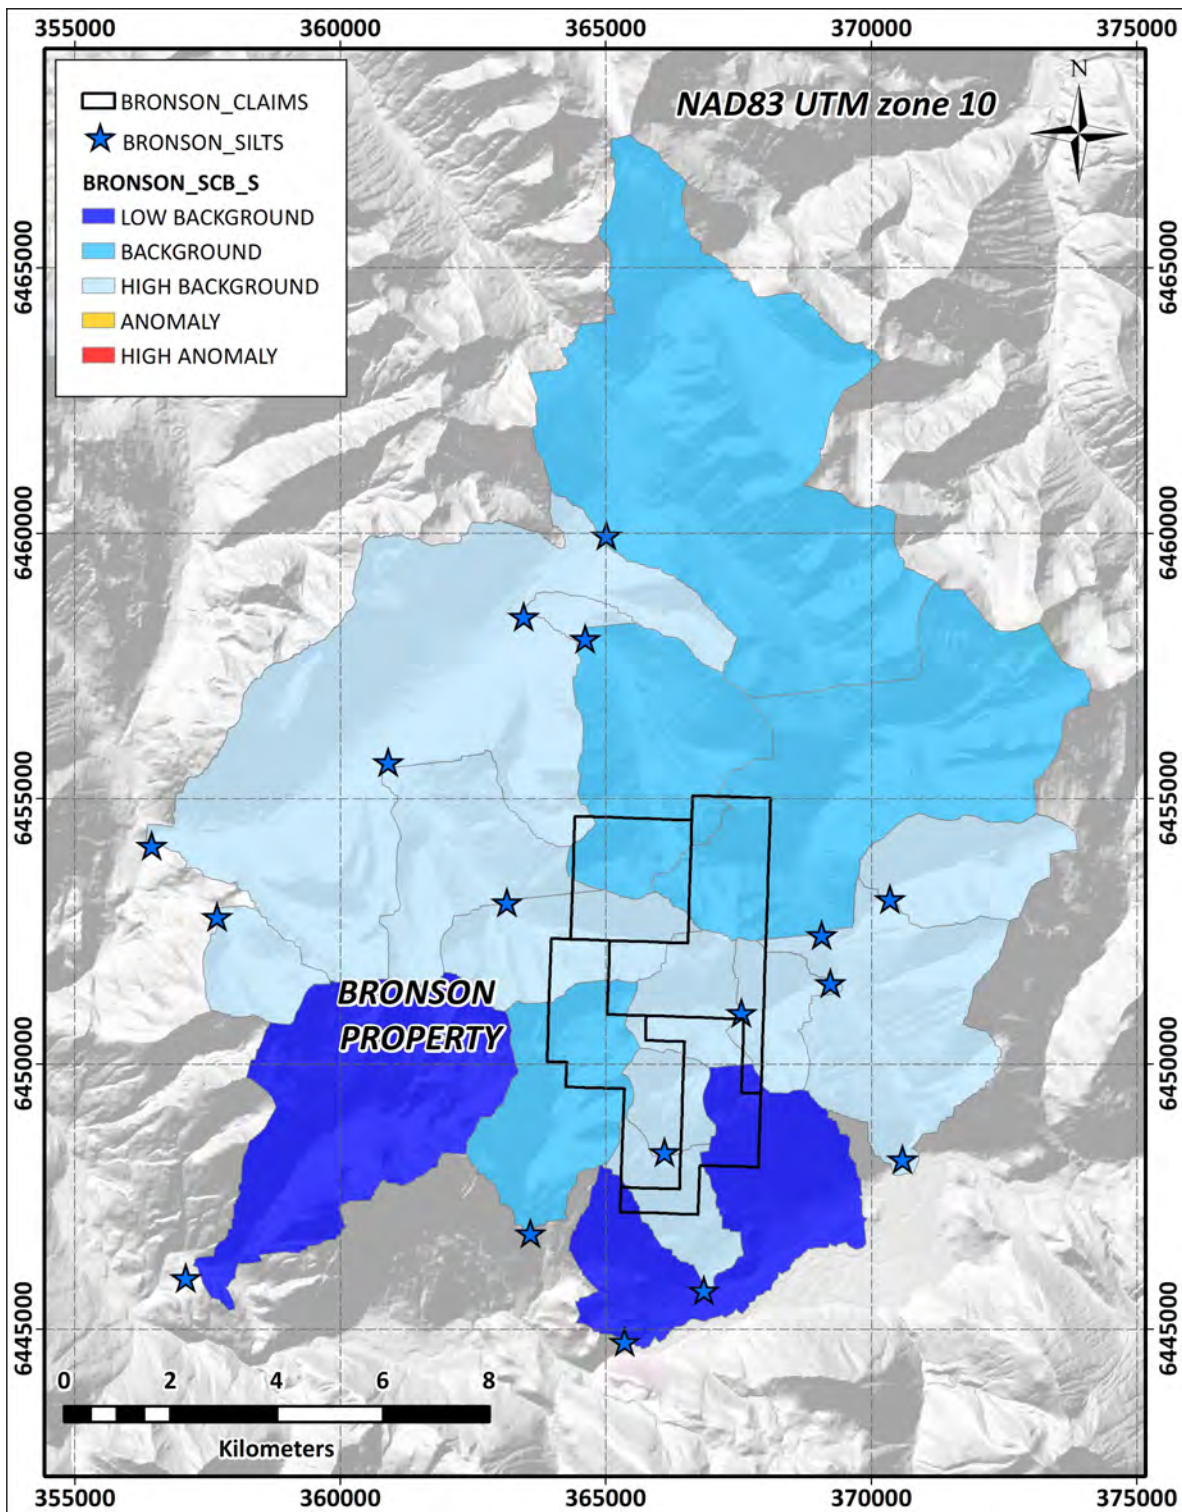 355000 360000 365000 370000 375000
BRONSON_CLAIMS
BRONSON_SILTS
BRONSON_SCB_S
LOW BACKGROUND
BACKGROUND
HIGH BACKGROUND
ANOMALY
HIGH ANOMALY
NAD83 UTM zone 10
N
6465000 6465000
6460000 6460000
6455000 6455000
BRONSON
PROPERTY
6450000 6450000
6445000 6445000
0 2 4 6 8
Kilometers
355000 360000 365000 370000 375000